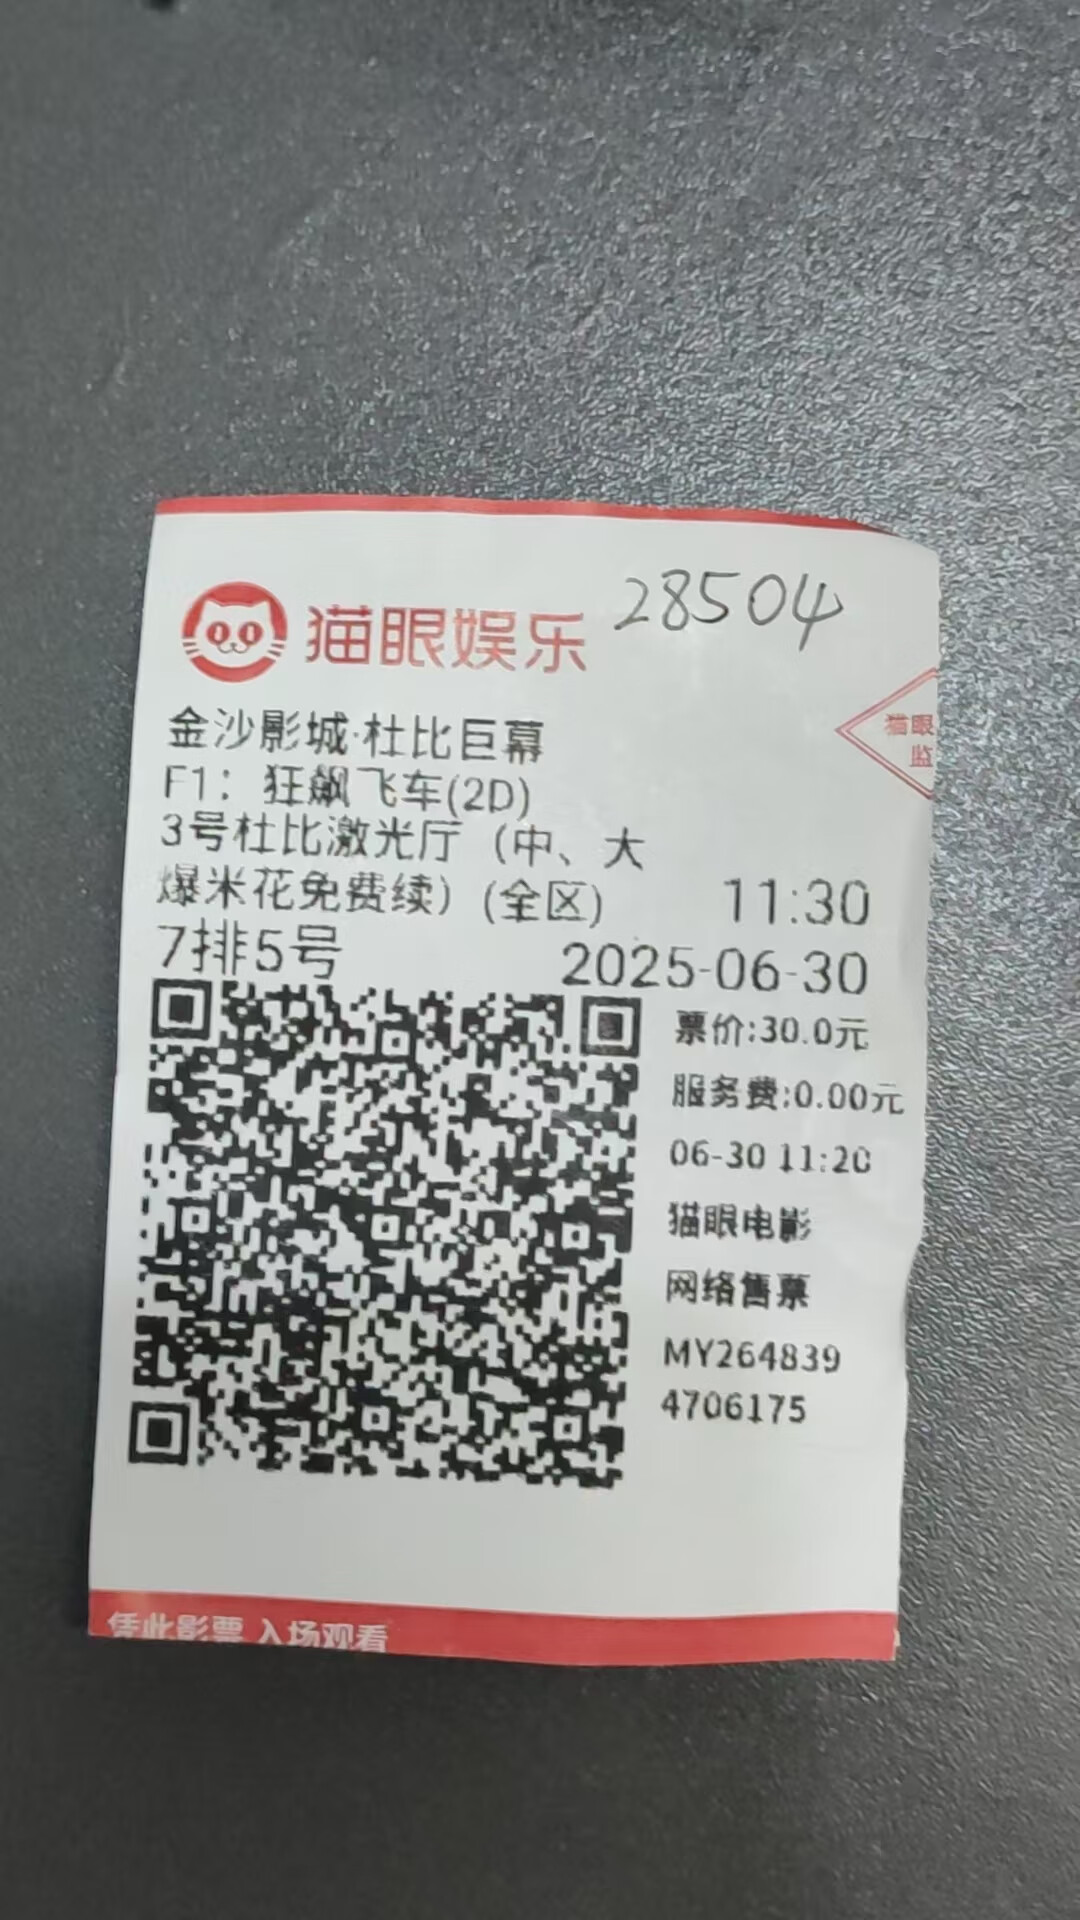 猫眼娱乐
28504
猫眼
监
金沙影城·杜比巨幕
F1：狂飙飞车(2D)
3号杜比激光厅（中、大
爆米花免费续）(全区)
11:30
7排5号
2025-06-30
票价:30.0元
服务费:0.00元
06-30 11:20
猫眼电影
网络售票
MY264839
4706175
凭此影票 入场观看